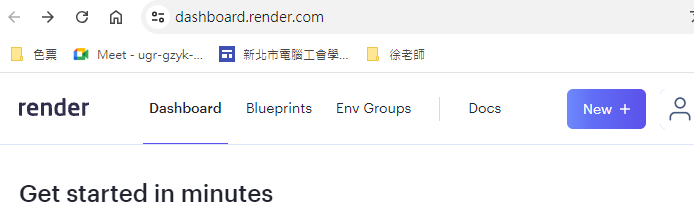 dashboard.render.com
色票 Meet - ugr-gzyk-... 新北市電腦工會學... 徐老師
render Dashboard Blueprints Env Groups Docs New +
Get started in minutes